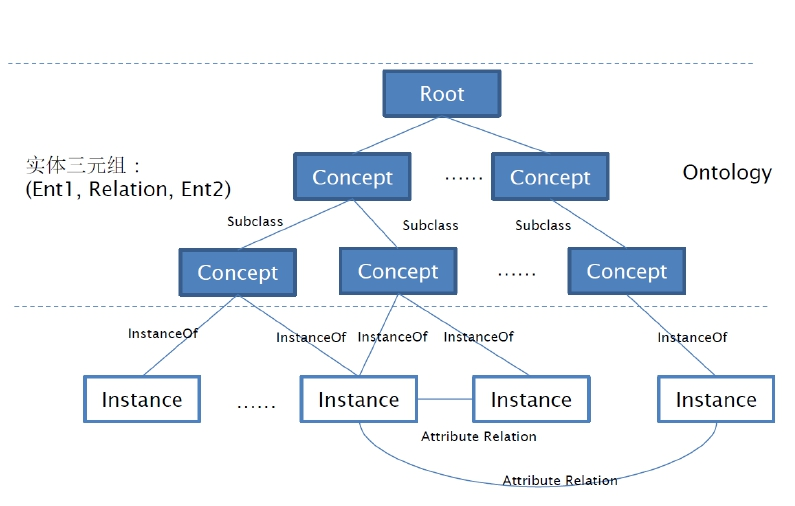 Root
实体三元组：
(Ent1, Relation, Ent2)
Concept
......
Concept
Ontology
Subclass
Subclass
Subclass
Concept
Concept
......
Concept
InstanceOf
InstanceOf
InstanceOf
InstanceOf
InstanceOf
Instance
......
Instance
Instance
Instance
Attribute Relation
Attribute Relation